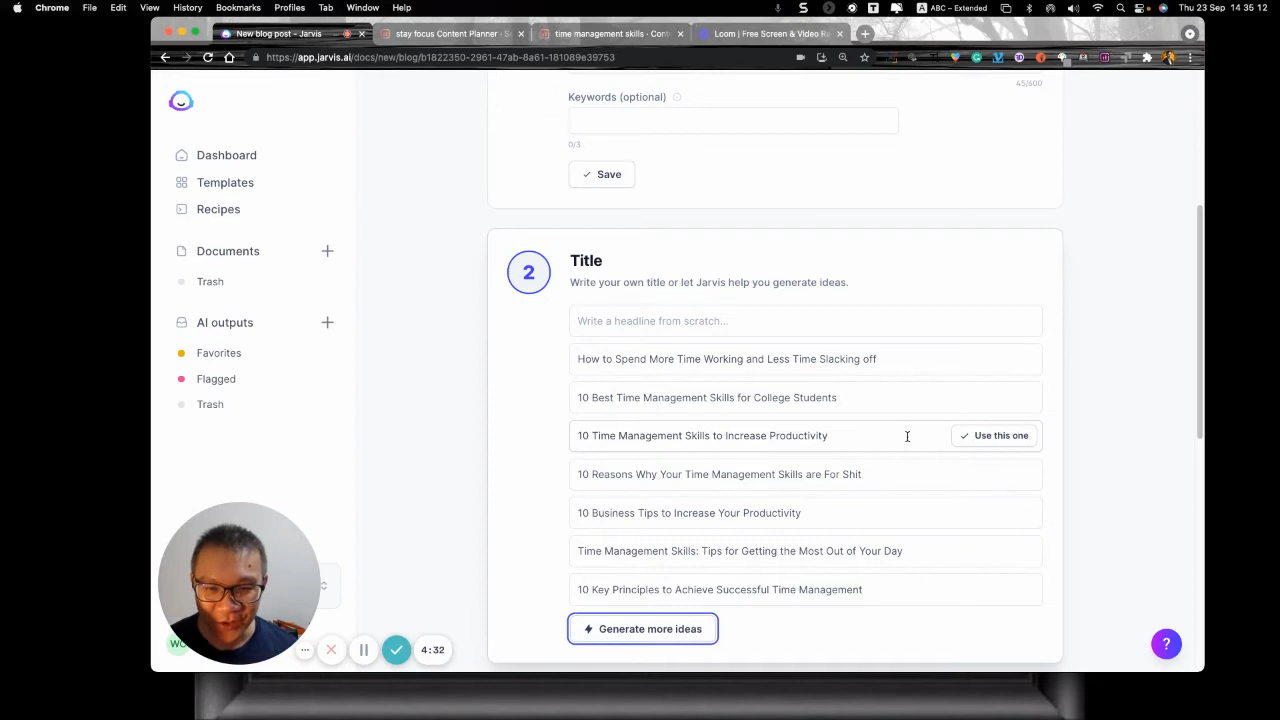 Chrome File Edit View History Bookmarks Profiles Tab Window Help ABC – Extended Thu 23 Sep 14 35 12
New blog post - Jarvis
stay focus Content Planner - S
time management skills - Cont
Loom | Free Screen & Video R
https://app.jarvis.ai/docs/new/blog/b1822350-2961-47ab-8a61-181089e39753
45/600
Keywords (optional)
0/3
Save
Dashboard
Templates
Recipes
Documents
Trash
AI outputs
Favorites
Flagged
Trash
2
Title
Write your own title or let Jarvis help you generate ideas.
Write a headline from scratch...
How to Spend More Time Working and Less Time Slacking off
10 Best Time Management Skills for College Students
10 Time Management Skills to Increase Productivity
Use this one
10 Reasons Why Your Time Management Skills are For Shit
10 Business Tips to Increase Your Productivity
Time Management Skills: Tips for Getting the Most Out of Your Day
10 Key Principles to Achieve Successful Time Management
Generate more ideas
WC
4:32
?